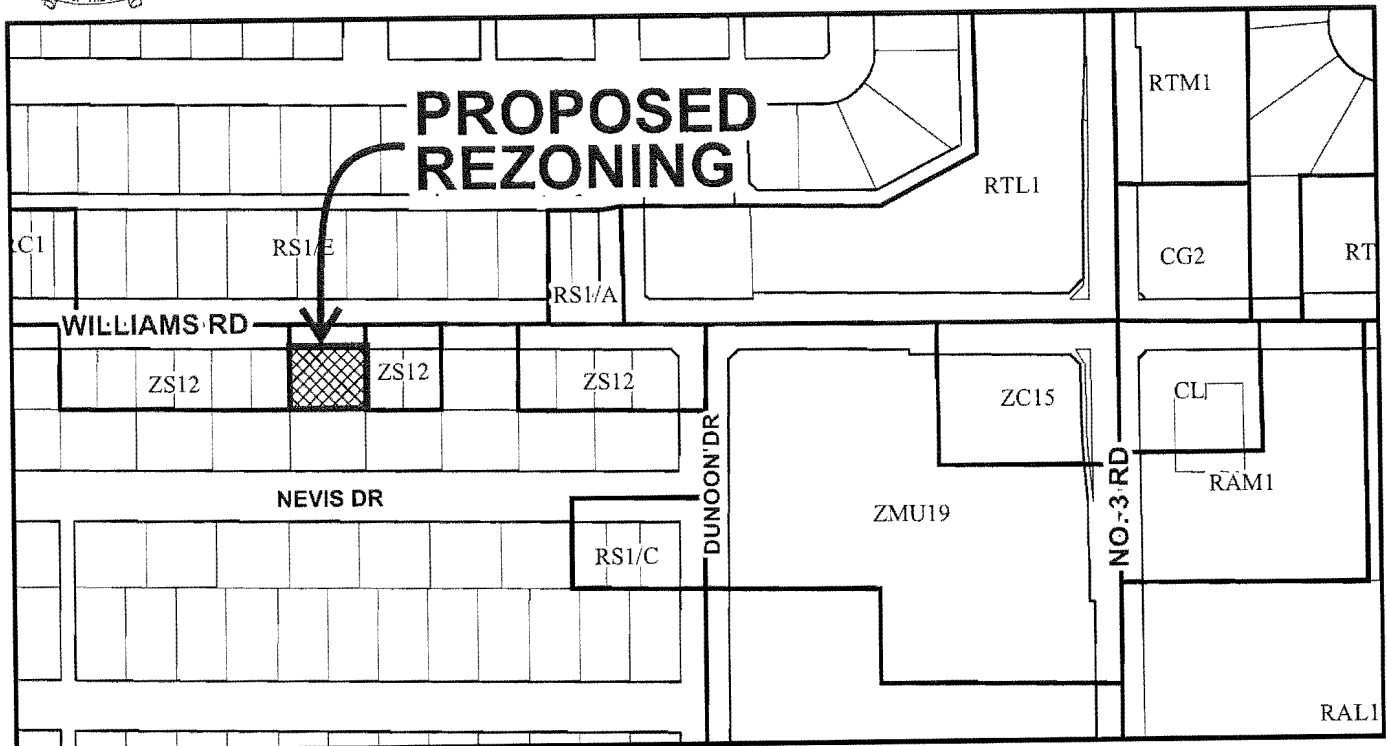 PROPOSED
REZONING
RTM1
RTL1
RS1/E
CG2
RT
RS1/A
WILLIAMS RD
ZS12
ZS12
ZS12
ZC15
CL
DUNOON DR
NO. 3 RD
RAM1
NEVIS DR
ZMU19
RS1/C
RAL1